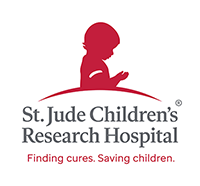 St. Jude Children's®
Research Hospital
Finding cures. Saving children.